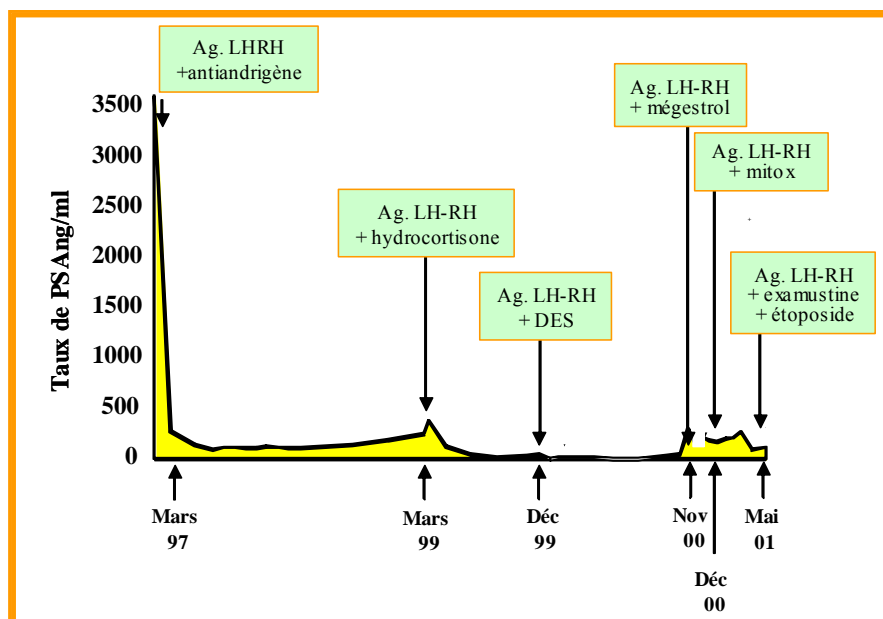 Ag. LHRH
+antiandrigène
Ag. LH-RH
+ mégestrol
Ag. LH-RH
+ mitox
Ag. LH-RH
+ hydrocortisone
Ag. LH-RH
+ DES
Ag. LH-RH
+ examustine
+ étoposide
Taux de PSAng/ml
3500
3000
2500
2000
1500
1000
500
0
Mars
97
Mars
99
Déc
99
Nov
00
Déc
00
Mai
01